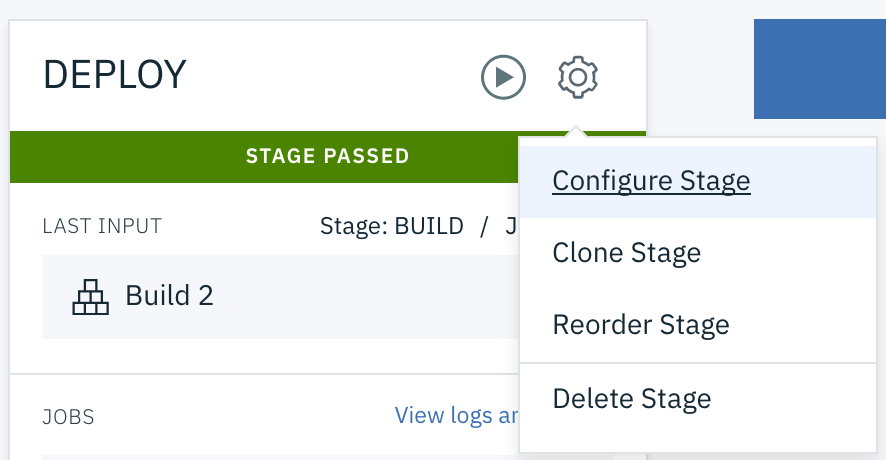 DEPLOY
STAGE PASSED
LAST INPUT Stage: BUILD / J
Build 2
JOBS View logs
Configure Stage
Clone Stage
Reorder Stage
Delete Stage